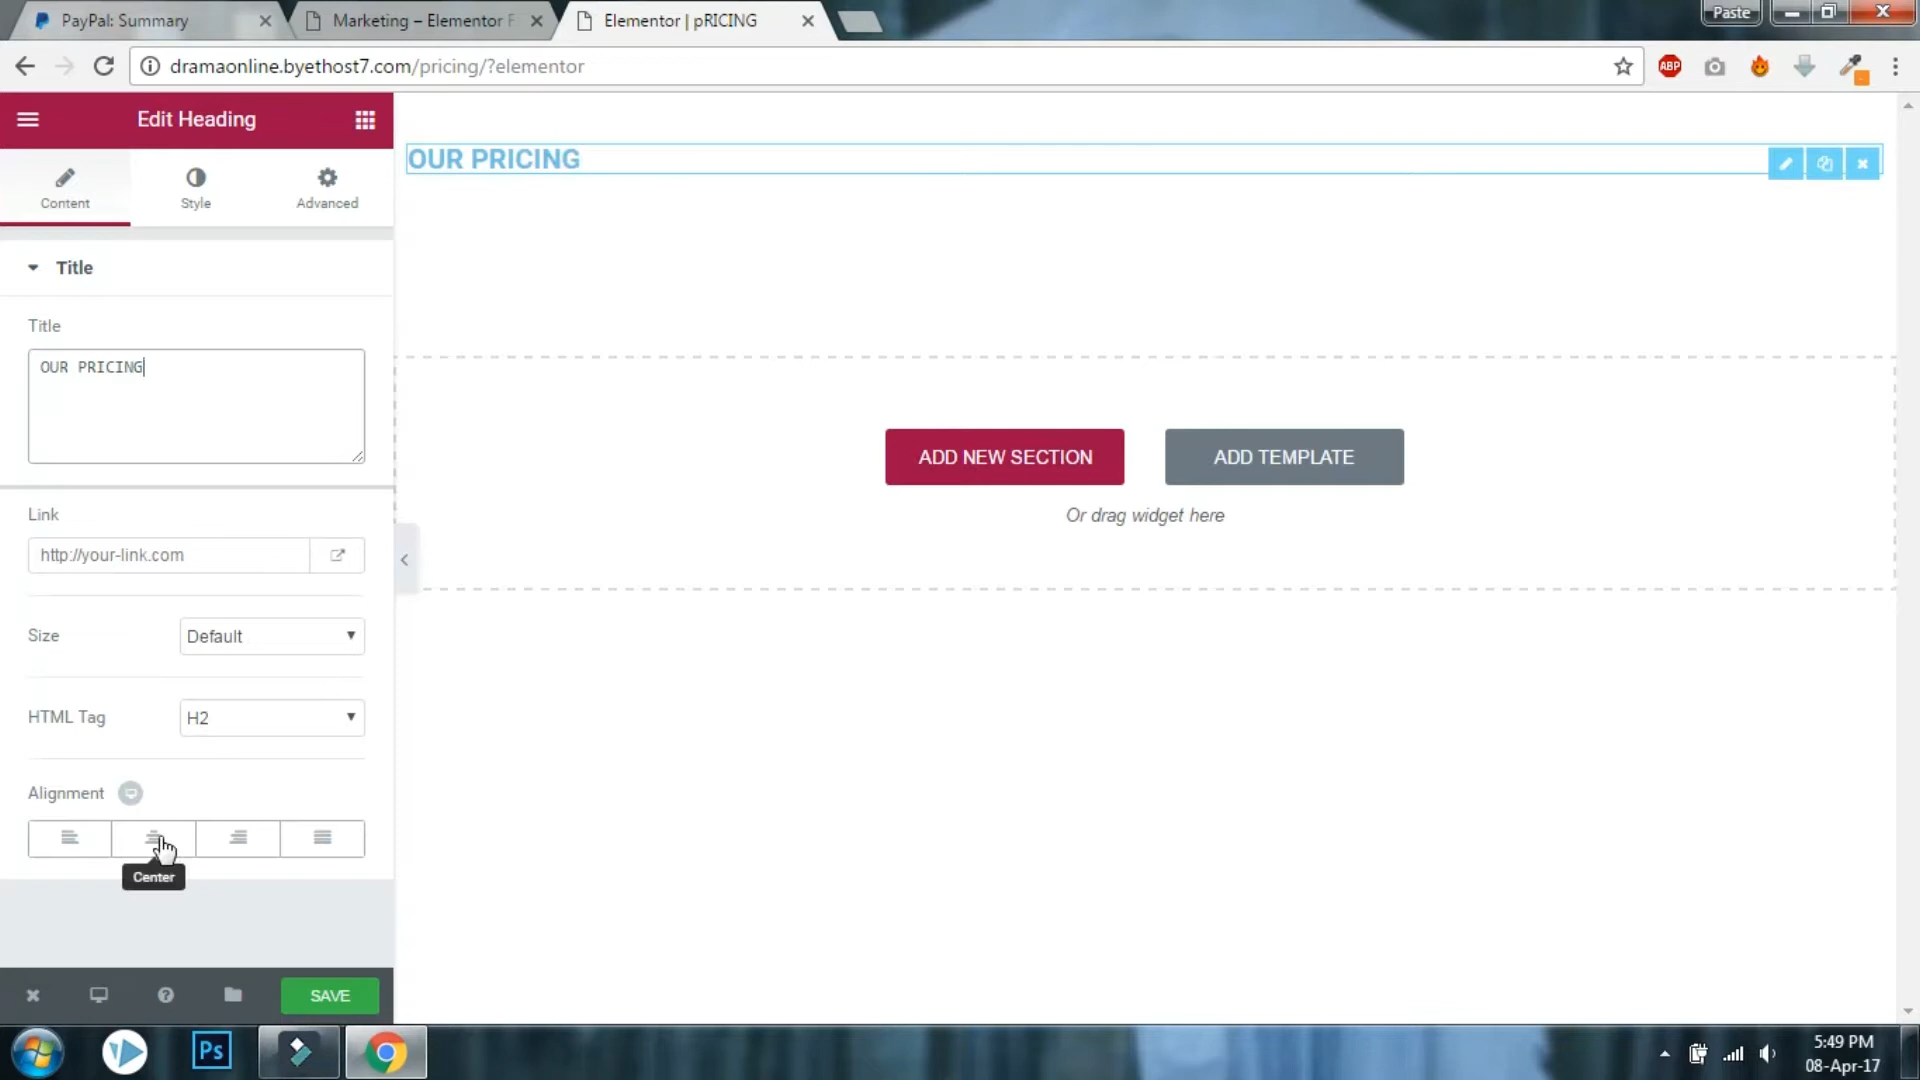 PayPal: Summary
Marketing – Elementor F
Elementor | pRICING
Paste
dramaonline.byethost7.com/pricing/?elementor
ABP
Edit Heading
Content
Style
Advanced
Title
Title
OUR PRICING
Link
http://your-link.com
Size
Default
HTML Tag
H2
Alignment
Center
SAVE
OUR PRICING
ADD NEW SECTION
ADD TEMPLATE
Or drag widget here
Ps
5:49 PM
08-Apr-17